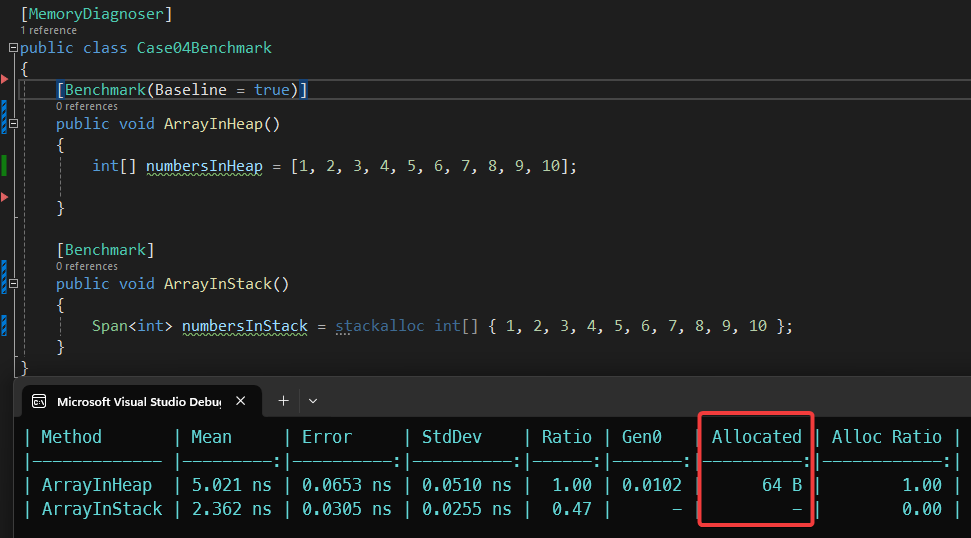 [MemoryDiagnoser]
1 reference
public class Case04Benchmark
{
[Benchmark(Baseline = true)]
0 references
public void ArrayInHeap()
{
int[] numbersInHeap = [1, 2, 3, 4, 5, 6, 7, 8, 9, 10];
}
[Benchmark]
0 references
public void ArrayInStack()
{
Span<int> numbersInStack = stackalloc int[] { 1, 2, 3, 4, 5, 6, 7, 8, 9, 10 };
}
}
Microsoft Visual Studio Debu
| Method | Mean | Error | StdDev | Ratio | Gen0 | Allocated | Alloc Ratio |
|------------- |---------:|----------:|----------:|------:|-------:|----------:|------------:|
| ArrayInHeap | 5.021 ns | 0.0653 ns | 0.0510 ns | 1.00 | 0.0102 | 64 B | 1.00 |
| ArrayInStack | 2.362 ns | 0.0305 ns | 0.0255 ns | 0.47 | - | - | 0.00 |